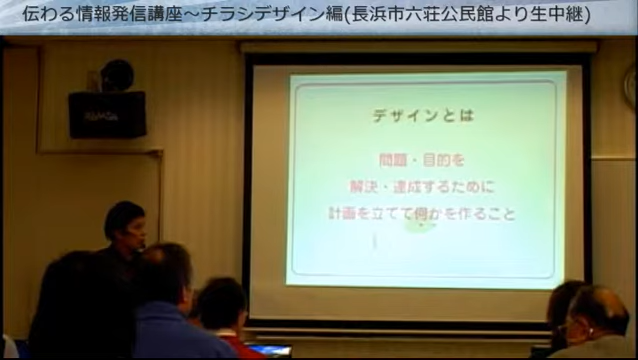 伝わる情報発信講座～チラシデザイン編(長浜市六荘公民館より生中継)
デザインとは
問題・目的を
解決・達成するために
計画を立てて何かを作ること